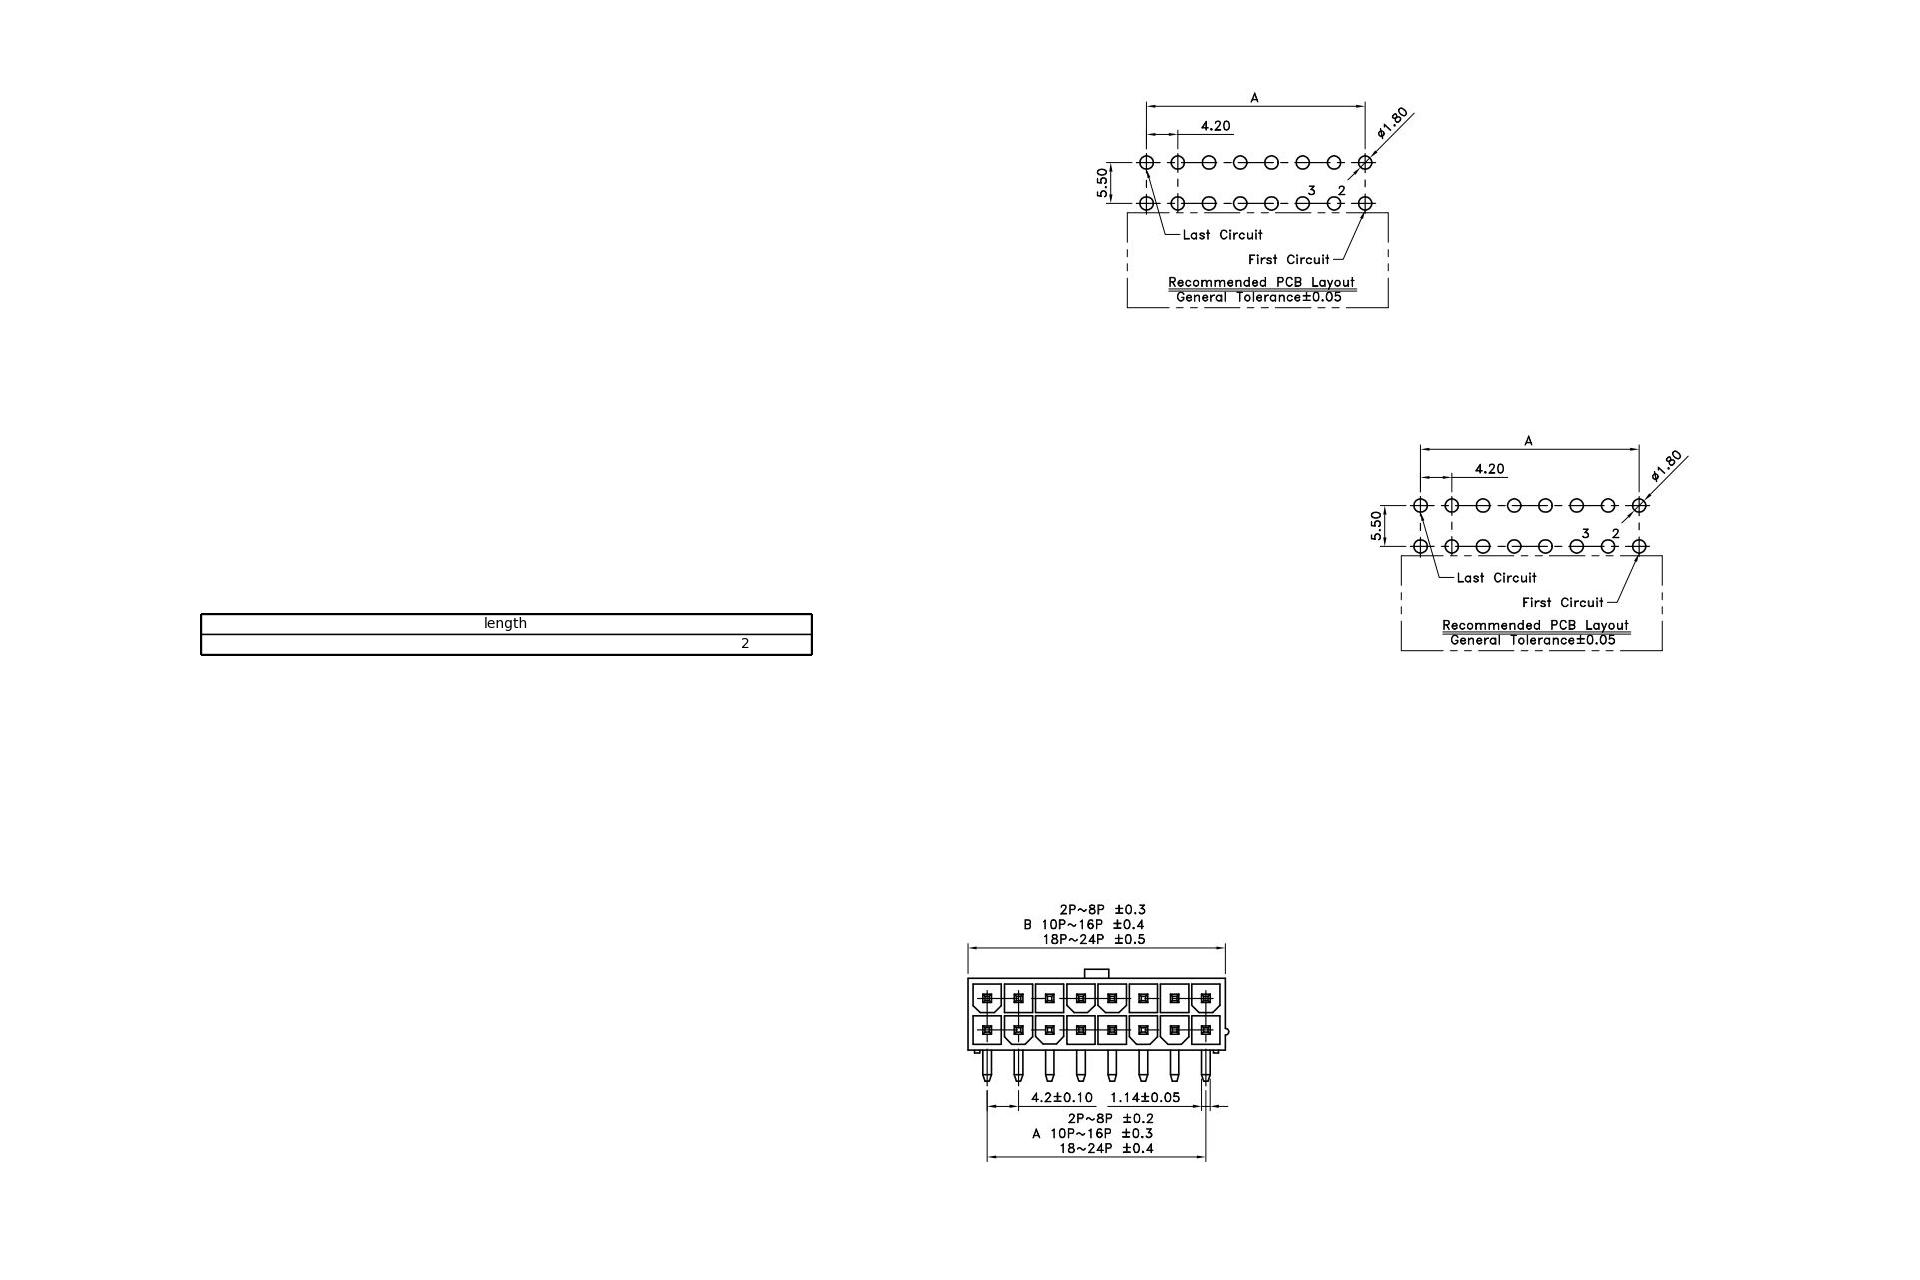 A
4.20
ø1.80
5.50
3 2
Last Circuit
First Circuit
Recommended PCB Layout
General Tolerance±0.05
A
4.20
ø1.80
5.50
3 2
Last Circuit
First Circuit
Recommended PCB Layout
General Tolerance±0.05
length
2
2P~8P ±0.3
B 10P~16P ±0.4
18P~24P ±0.5
4.2±0.10 1.14±0.05
2P~8P ±0.2
A 10P~16P ±0.3
18~24P ±0.4